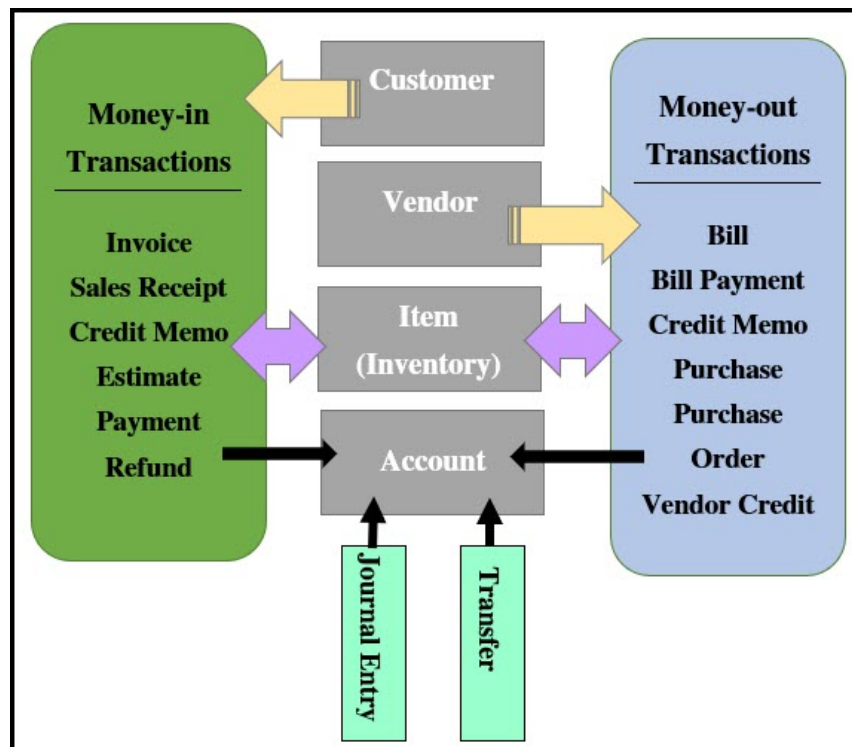 Money-in
Transactions
Invoice
Sales Receipt
Credit Memo
Estimate
Payment
Refund
Customer
Vendor
Item
(Inventory)
Account
Journal Entry
Transfer
Money-out
Transactions
Bill
Bill Payment
Credit Memo
Purchase
Purchase
Order
Vendor Credit